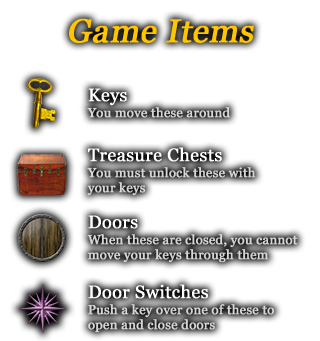 Game Items
Keys
You move these around
Treasure Chests
You must unlock these with
your keys
Doors
When these are closed, you cannot
move your keys through them
Door Switches
Push a key over one of these to
open and close doors